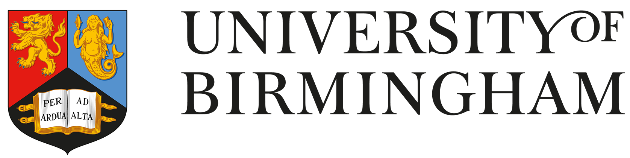 PER AD
ARDUA ALTA
UNIVERSITY OF
BIRMINGHAM